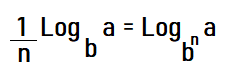 1/n Log_b a = Log_{b^n} a